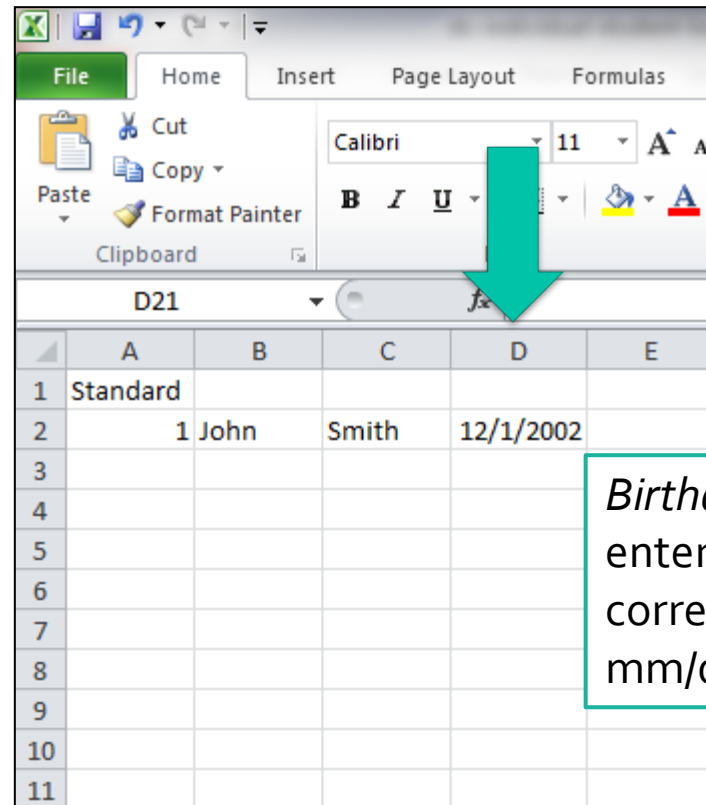 File Home Insert Page Layout Formulas
Cut
Copy
Paste
Format Painter
Calibri 11 A A
B I U A
Clipboard
D21 fx
A B C D E
1 Standard
2 1 John Smith 12/1/2002
3
4
5
6
7
8
9
10
11
mm/